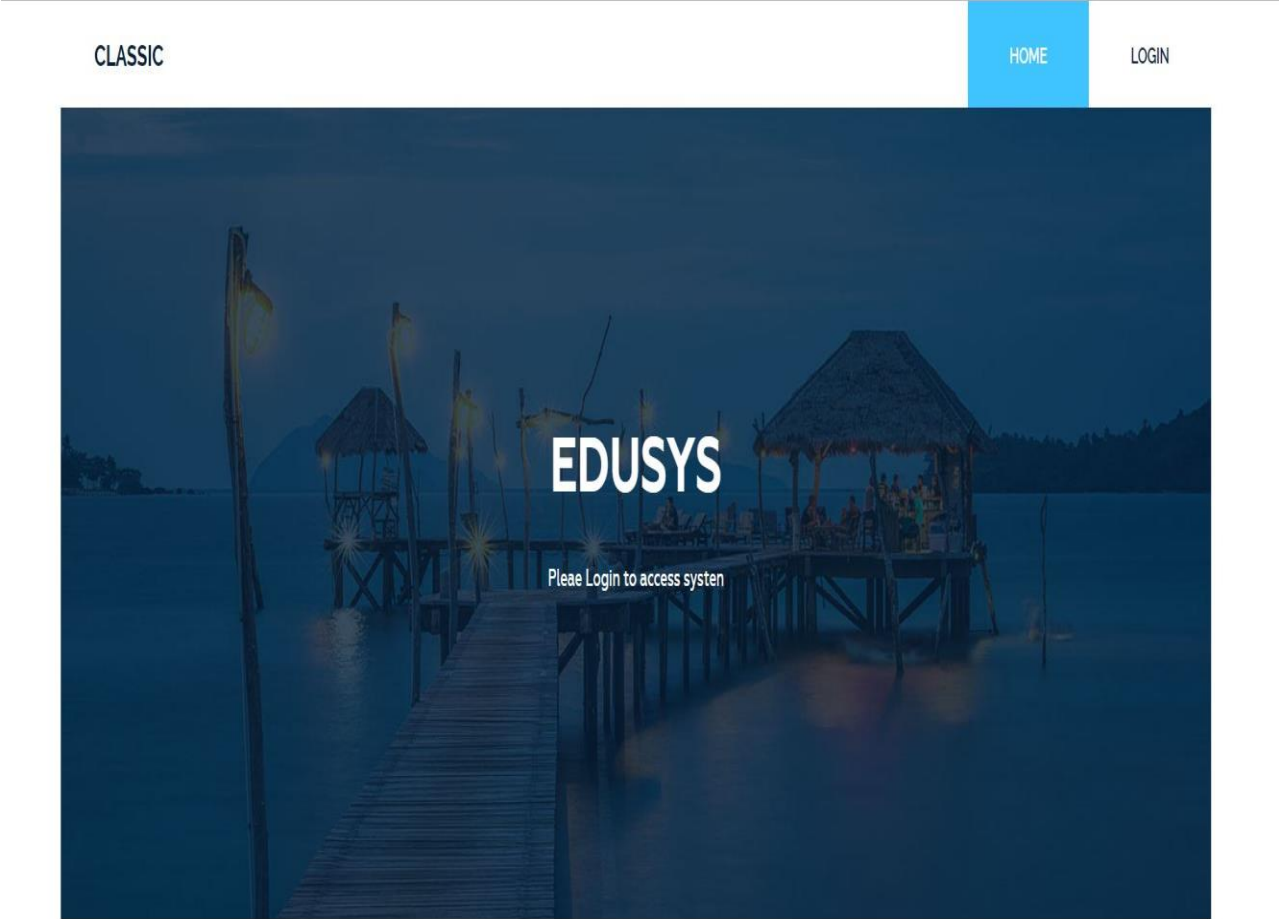 CLASSIC
HOME
LOGIN
EDUSYS
Pleae Login to access systen